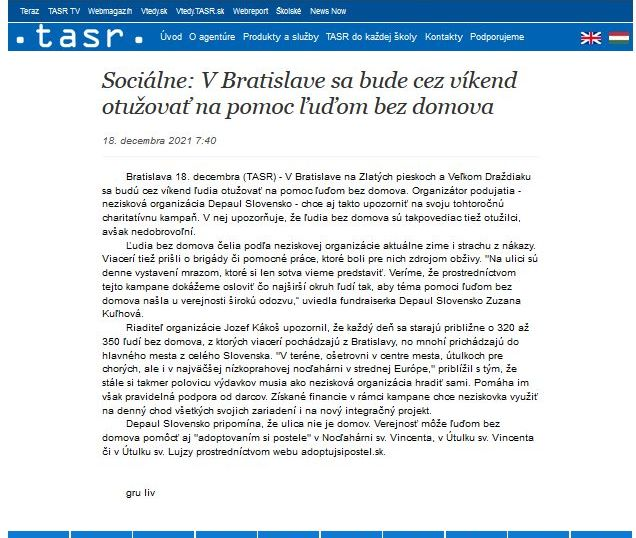 Teraz TASR TV Webmagazín Vtedy.sk Vtedy.TASR.sk Webreport Školské News Now
.tasr. Úvod O agentúre Produkty a služby TASR do každej školy Kontakty Podporujeme
Sociálne: V Bratislave sa bude cez víkend
otužovať na pomoc ľuďom bez domova
18. decembra 2021 7:40
Bratislava 18. decembra (TASR) - V Bratislave na Zlatých pieskoch a Veľkom Draždiaku
sa budú cez víkend ľudia otužovať na pomoc ľuďom bez domova. Organizátor podujatia -
nezisková organizácia Depaul Slovensko - chce aj takto upozorniť na svoju tohtoročnú
charitatívnu kampaň. V nej upozorňuje, že ľudia bez domova sú takpovediac tiež otužilci,
avšak nedobrovoľní.
Ľudia bez domova čelia podľa neziskovej organizácie aktuálne zime i strachu z nákazy.
Viacerí tiež prišli o brigády či pomocné práce, ktoré boli pre nich zdrojom obživy. "Na ulici sú
denne vystavení mrazom, ktoré si len sotva vieme predstaviť. Veríme, že prostredníctvom
tejto kampane dokážeme osloviť čo najširší okruh ľudí tak, aby téma pomoci ľuďom bez
domova našla u verejnosti širokú odozvu," uviedla fundraiserka Depaul Slovensko Zuzana
Kuľhová.
Riaditeľ organizácie Jozef Kákoš upozornil, že každý deň sa starajú približne o 320 až
350 ľudí bez domova, z ktorých viacerí pochádzajú z Bratislavy, no mnohí prichádzajú do
hlavného mesta z celého Slovenska. "V teréne, ošetrovni v centre mesta, útulkoch pre
chorých, ale i v najväčšej nízkoprahovej nocľahárni v strednej Európe," priblížil s tým, že
stále si takmer polovicu výdavkov musia ako nezisková organizácia hradiť sami. Pomáha im
však pravidelná podpora od darcov. Získané financie v rámci kampane chce neziskovka využiť
na denný chod všetkých svojich zariadení i na nový integračný projekt.
Depaul Slovensko pripomína, že ulica nie je domov. Verejnosť môže ľuďom bez
domova pomôcť aj "adoptovaním si postele" v Nocľahárni sv. Vincenta, v Útulku sv. Vincenta
či v Útulku sv. Lujzy prostredníctvom webu adoptujsipostel.sk.
gru liv